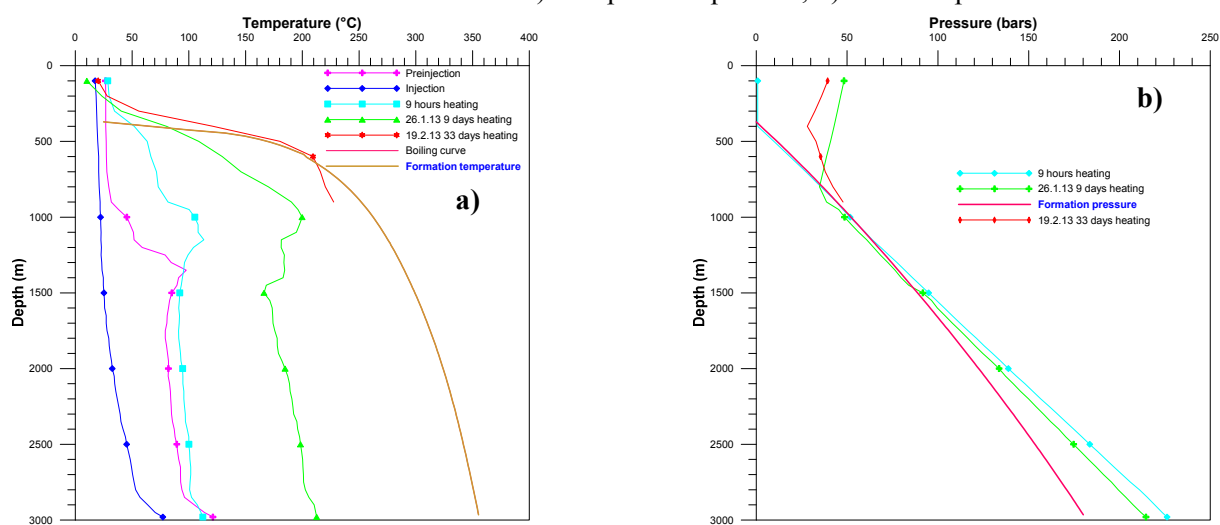 Temperature (°C)
0 50 100 150 200 250 300 350 400
0
500
1000
1500
2000
2500
3000
Depth (m)
Preinjection
Injection
9 hours heating
26.1.13 9 days heating
19.2.13 33 days heating
Boiling curve
Formation temperature
a)
Pressure (bars)
0 50 100 150 200 250
0
500
1000
1500
2000
2500
3000
Depth (m)
b)
9 hours heating
26.1.13 9 days heating
Formation pressure
19.2.13 33 days heating